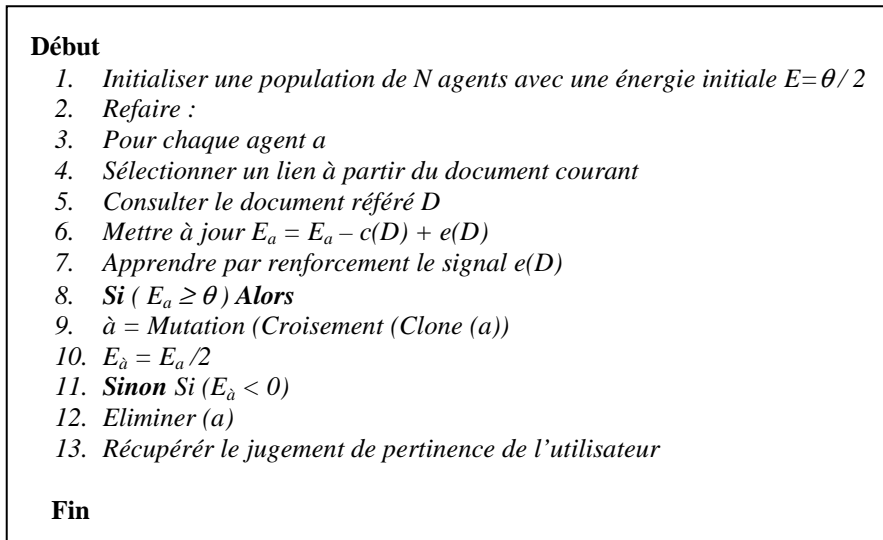 Début
1. Initialiser une population de N agents avec une énergie initiale E=θ/ 2
2. Refaire :
3. Pour chaque agent a
4. Sélectionner un lien à partir du document courant
5. Consulter le document référé D
6. Mettre à jour Eₐ = Eₐ – c(D) + e(D)
7. Apprendre par renforcement le signal e(D)
8. Si ( Eₐ ≥ θ ) Alors
9. à = Mutation (Croisement (Clone (a))
10. E_à = Eₐ /2
11. Sinon Si (E_à < 0)
12. Eliminer (a)
13. Récupérér le jugement de pertinence de l’utilisateur
Fin